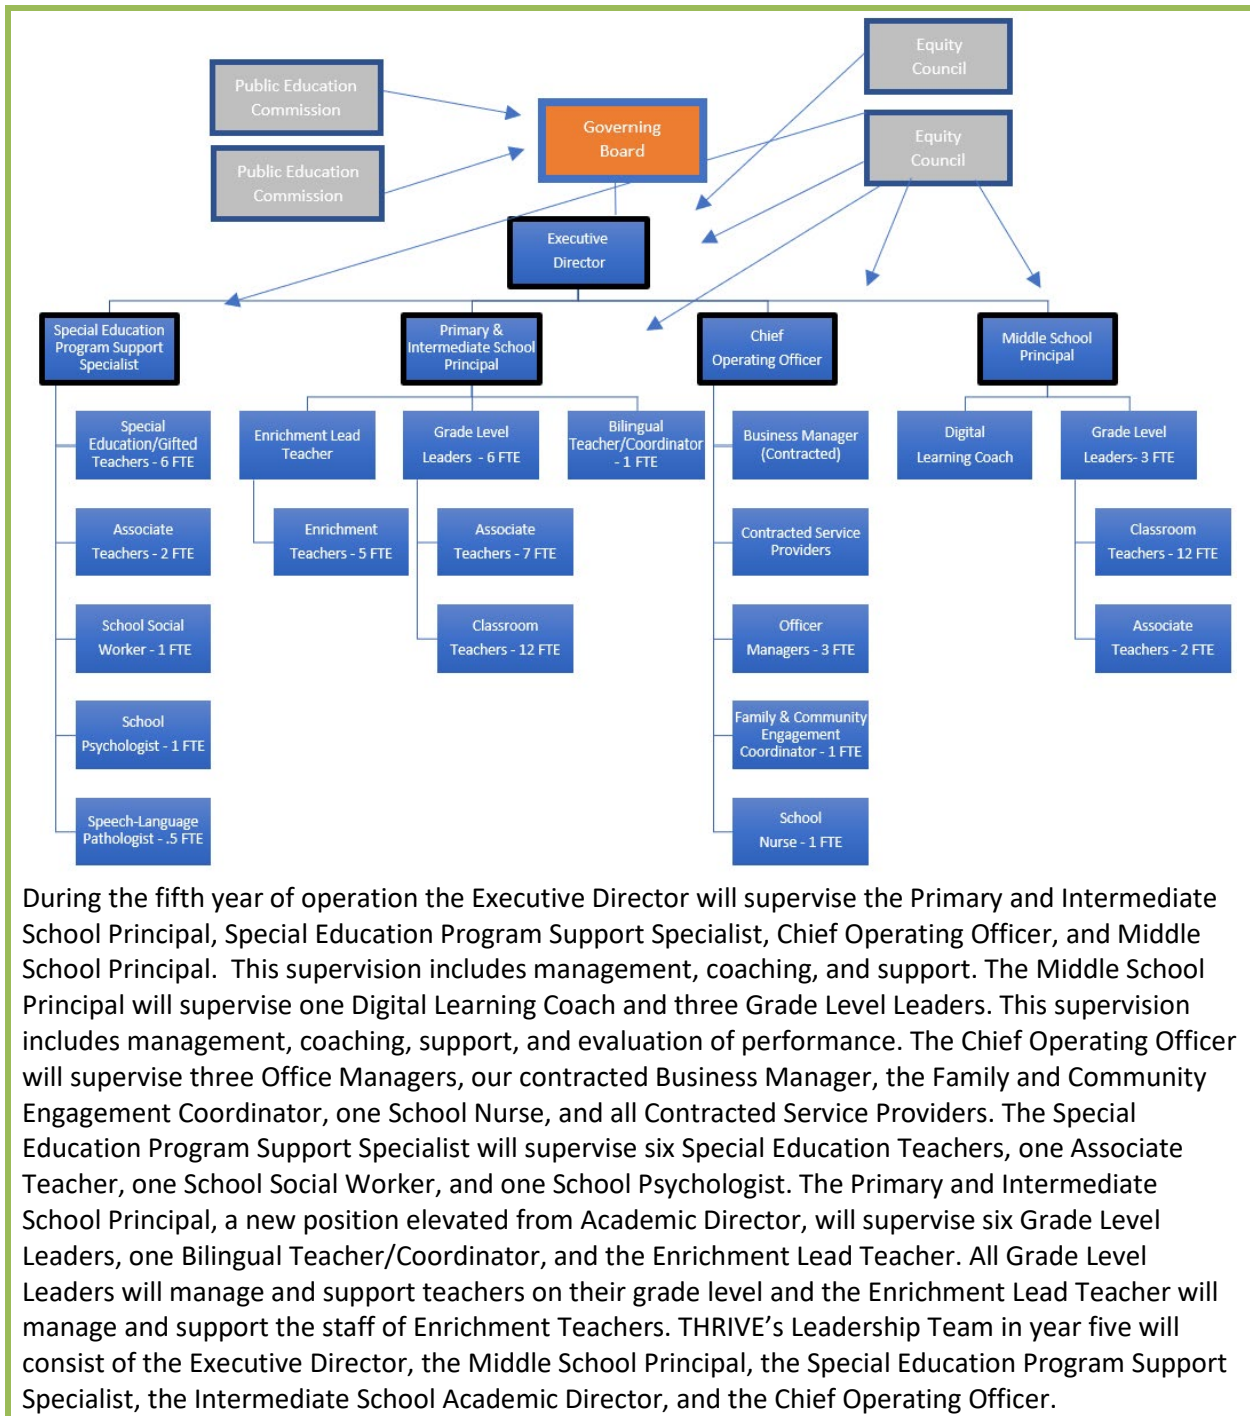 Equity
Council
Public Education
Commission
Governing
Board
Equity
Council
Public Education
Commission
Executive
Director
Special Education
Program Support
Specialist
Primary &
Intermediate School
Principal
Chief
Operating Officer
Middle School
Principal
Special
Education/Gifted
Teachers - 6 FTE
Enrichment Lead
Teacher
Grade Level
Leaders - 6 FTE
Bilingual
Teacher/Coordinator
- 1 FTE
Business Manager
(Contracted)
Digital
Learning Coach
Grade Level
Leaders- 3 FTE
Associate
Teachers - 2 FTE
Enrichment
Teachers - 5 FTE
Associate
Teachers - 7 FTE
Contracted Service
Providers
Classroom
Teachers - 12 FTE
School Social
Worker - 1 FTE
Classroom
Teachers - 12 FTE
Officer
Managers - 3 FTE
Associate
Teachers - 2 FTE
School
Psychologist - 1 FTE
Family & Community
Engagement
Coordinator - 1 FTE
Speech-Language
Pathologist - .5 FTE
School
Nurse - 1 FTE
During the fifth year of operation the Executive Director will supervise the Primary and Intermediate
School Principal, Special Education Program Support Specialist, Chief Operating Officer, and Middle
School Principal.  This supervision includes management, coaching, and support. The Middle School
Principal will supervise one Digital Learning Coach and three Grade Level Leaders. This supervision
includes management, coaching, support, and evaluation of performance. The Chief Operating Officer
will supervise three Office Managers, our contracted Business Manager, the Family and Community
Engagement Coordinator, one School Nurse, and all Contracted Service Providers. The Special
Education Program Support Specialist will supervise six Special Education Teachers, one Associate
Teacher, one School Social Worker, and one School Psychologist. The Primary and Intermediate
School Principal, a new position elevated from Academic Director, will supervise six Grade Level
Leaders, one Bilingual Teacher/Coordinator, and the Enrichment Lead Teacher. All Grade Level
Leaders will manage and support teachers on their grade level and the Enrichment Lead Teacher will
manage and support the staff of Enrichment Teachers. THRIVE’s Leadership Team in year five will
consist of the Executive Director, the Middle School Principal, the Special Education Program Support
Specialist, the Intermediate School Academic Director, and the Chief Operating Officer.